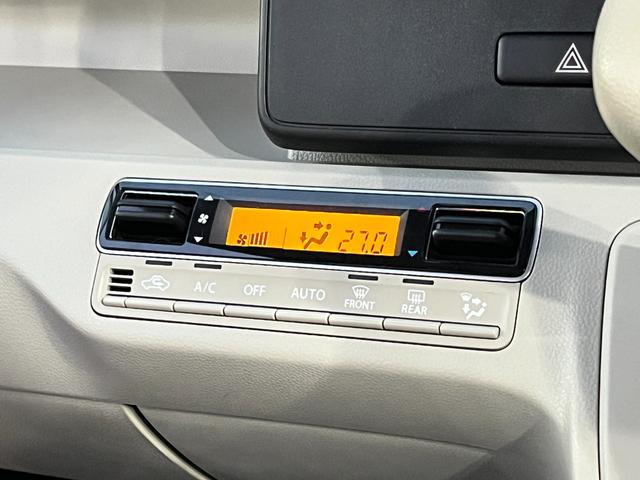 27.0
A/C OFF AUTO FRONT REAR